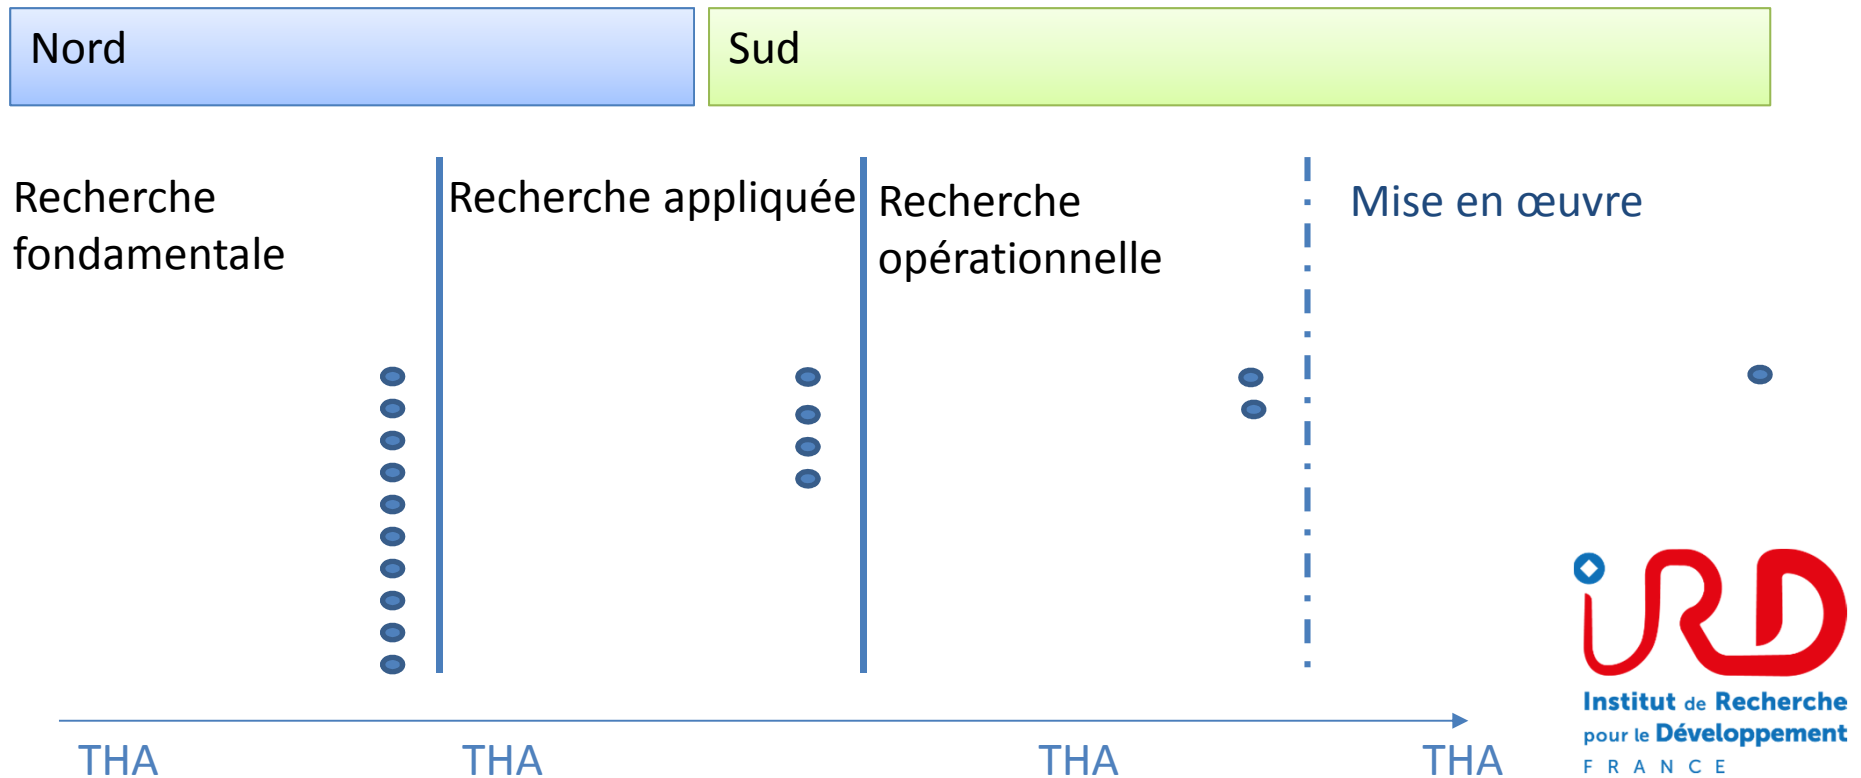 Nord
Sud
Recherche
fondamentale
Recherche appliquée
Recherche
opérationnelle
Mise en œuvre
THA
THA
THA
THA
iRD
Institut de Recherche
pour le Développement
FRANCE